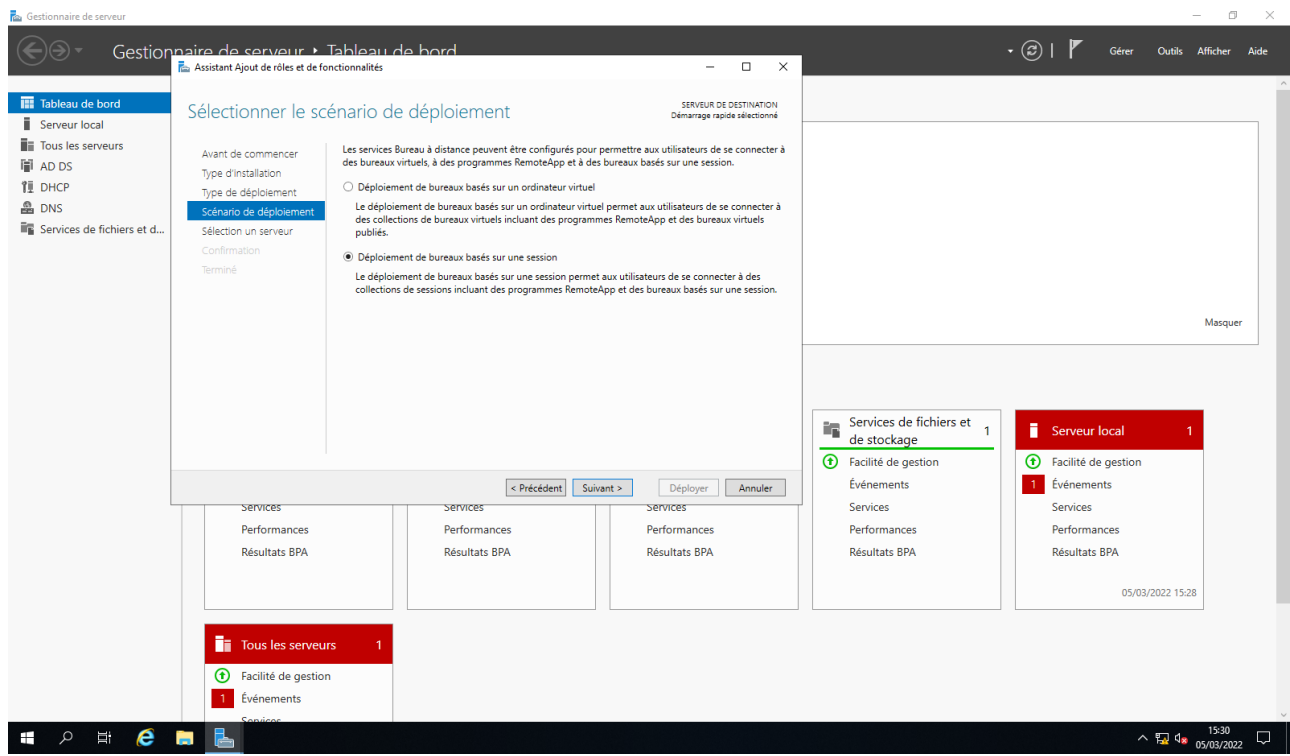 Gestionnaire de serveur
Gestionnaire de serveur • Tableau de bord
Gérer Outils Afficher Aide
Tableau de bord
Serveur local
Tous les serveurs
AD DS
DHCP
DNS
Services de fichiers et d...
Assistant Ajout de rôles et de fonctionnalités
Sélectionner le scénario de déploiement
SERVEUR DE DESTINATION
Démarrage rapide sélectionné
Avant de commencer
Type d'installation
Type de déploiement
Scénario de déploiement
Sélection un serveur
Confirmation
Terminé
Les services Bureau à distance peuvent être configurés pour permettre aux utilisateurs de se connecter à
des bureaux virtuels, à des programmes RemoteApp et à des bureaux basés sur une session.
Déploiement de bureaux basés sur un ordinateur virtuel
Le déploiement de bureaux basés sur un ordinateur virtuel permet aux utilisateurs de se connecter à
des collections de bureaux virtuels incluant des programmes RemoteApp et des bureaux virtuels
publiés.
Déploiement de bureaux basés sur une session
Le déploiement de bureaux basés sur une session permet aux utilisateurs de se connecter à des
collections de sessions incluant des programmes RemoteApp et des bureaux basés sur une session.
< Précédent Suivant > Déployer Annuler
Masquer
Services
Performances
Résultats BPA
Services
Performances
Résultats BPA
Services
Performances
Résultats BPA
Services de fichiers et
de stockage 1
Facilité de gestion
Événements
Services
Performances
Résultats BPA
Serveur local 1
Facilité de gestion
1 Événements
Services
Performances
Résultats BPA
05/03/2022 15:28
Tous les serveurs 1
Facilité de gestion
1 Événements
Services
15:30
05/03/2022